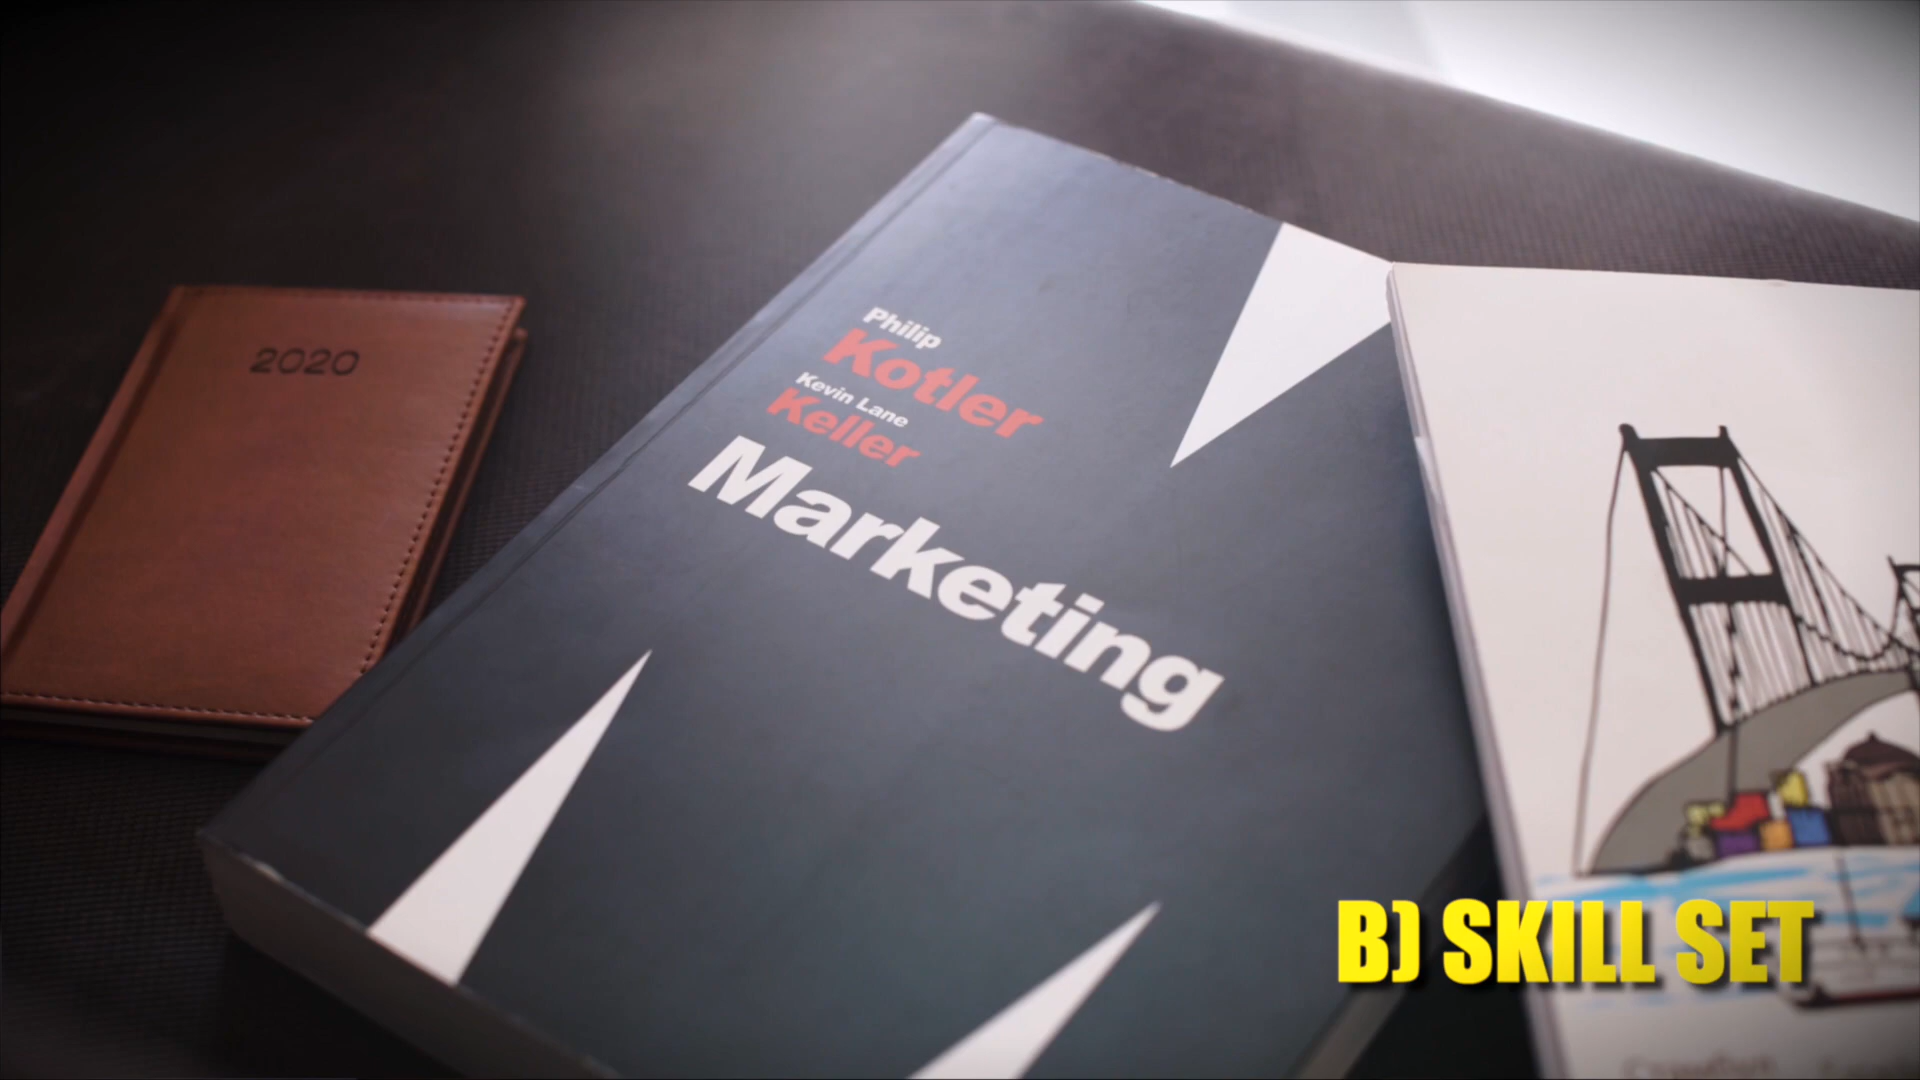 2020
Philip
Kotler
Kevin Lane
Keller
Marketing
B) SKILL SET